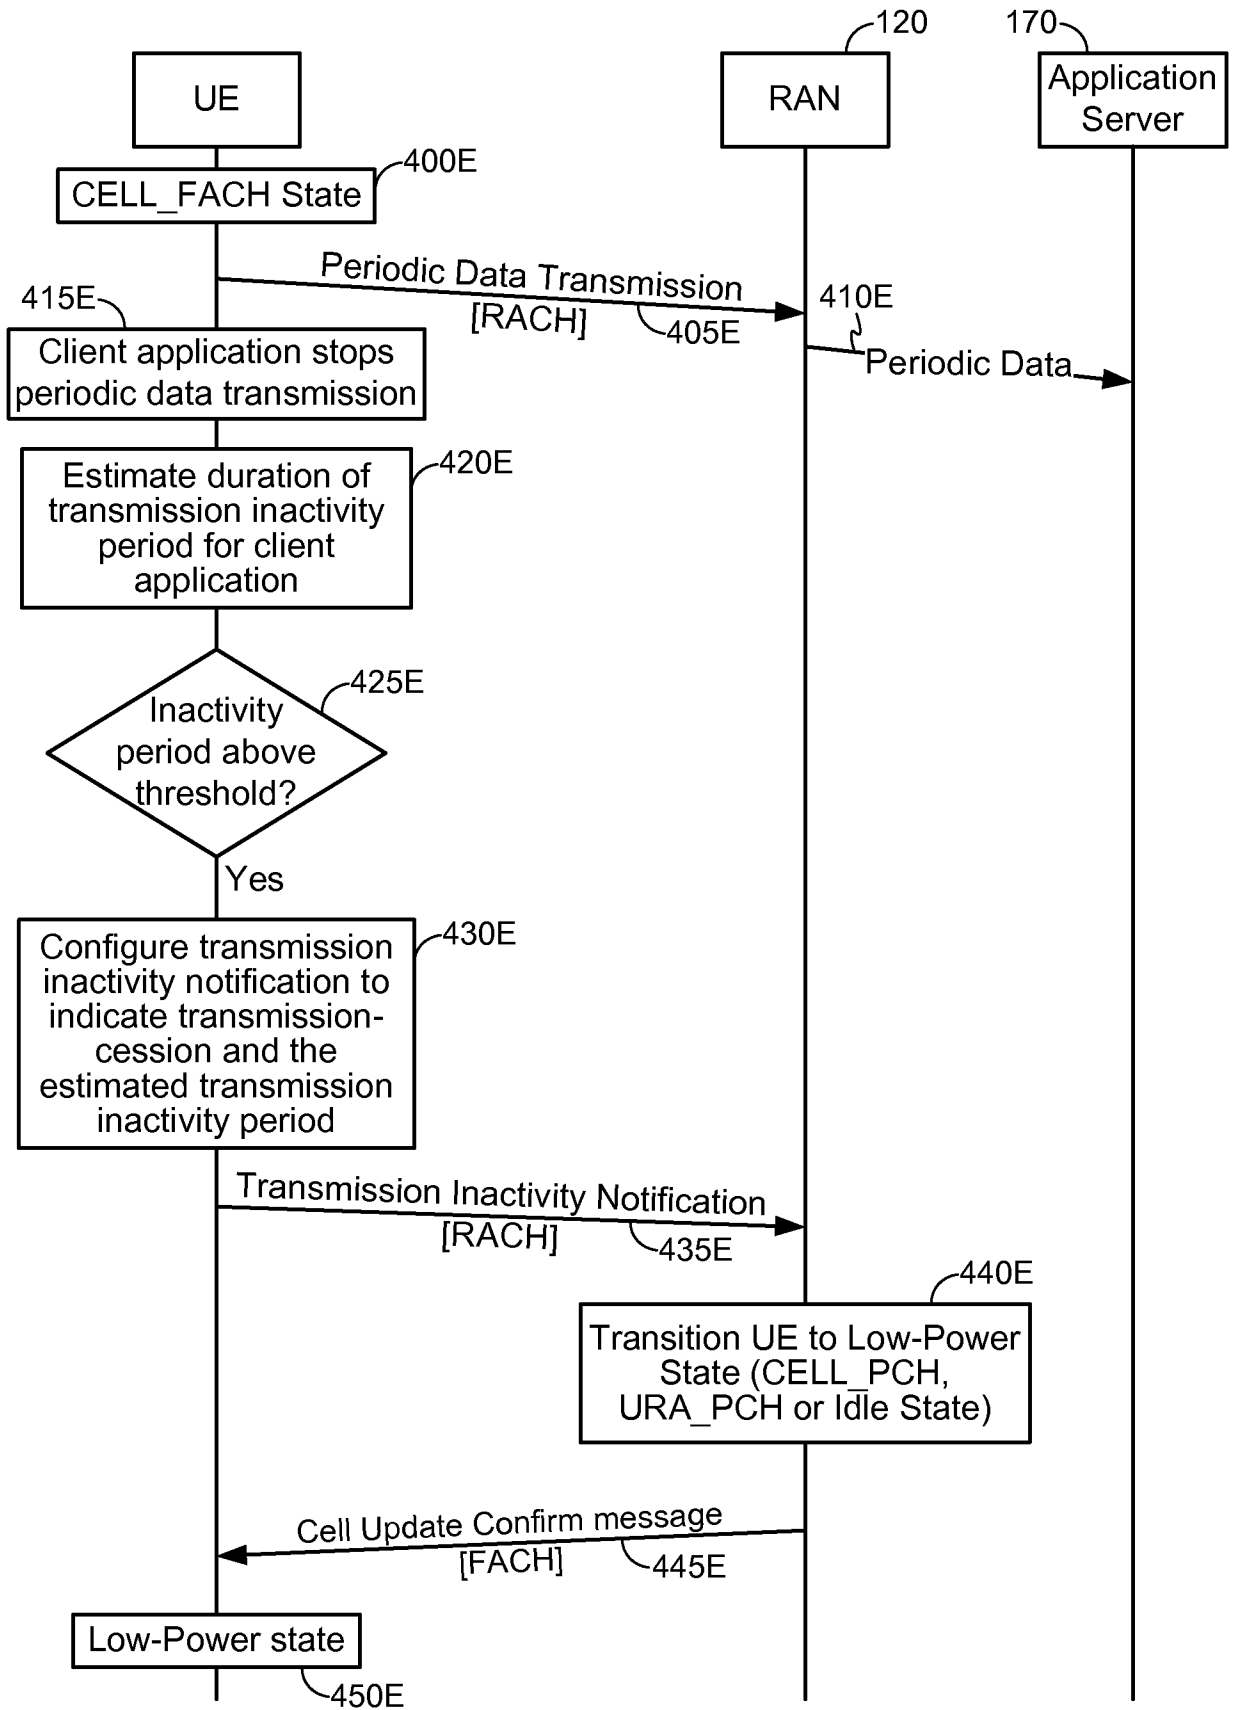 120
170
UE
RAN
Application
Server
400E
CELL_FACH State
Periodic Data Transmission
[RACH]
405E
410E
Periodic Data
415E
Client application stops
periodic data transmission
420E
Estimate duration of
transmission inactivity
period for client
application
425E
Inactivity
period above
threshold?
Yes
430E
Configure transmission
inactivity notification to
indicate transmission-
cession and the
estimated transmission
inactivity period
Transmission Inactivity Notification
[RACH]
435E
440E
Transition UE to Low-Power
State (CELL_PCH,
URA_PCH or Idle State)
Cell Update Confirm message
[FACH]
445E
Low-Power state
450E